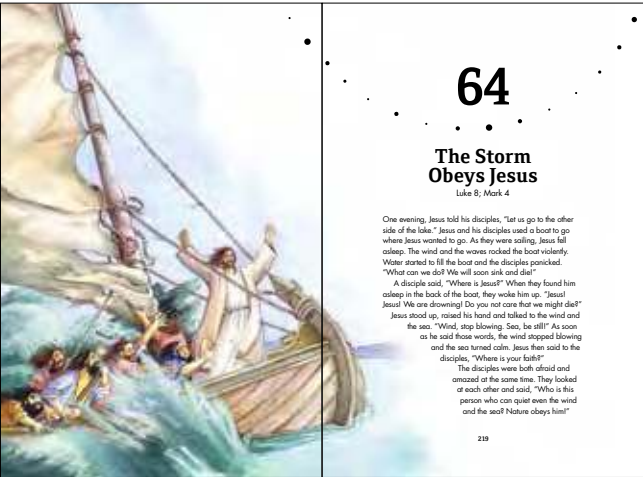 64
The Storm
Obeys Jesus
Luke 8; Mark 4
One evening, Jesus told his disciples, "Let us go to the other
side of the lake." Jesus and his disciples used a boat to go
where Jesus wanted to go. As they were sailing, Jesus fell
asleep. The wind and the waves rocked the boat violently.
Water started to fill the boat and the disciples panicked.
"What can we do? We will soon sink and die!"
A disciple said, "Where is Jesus?" When they found him
asleep in the back of the boat, they woke him up. "Jesus!
Jesus! We are drowning! Do you not care that we might die?"
Jesus stood up, raised his hand and talked to the wind and
the sea. "Wind, stop blowing. Sea, be still!" As soon
as he said those words, the wind stopped blowing
and the sea turned calm. Jesus then said to the
disciples, "Where is your faith?"
The disciples were both afraid and
amazed at the same time. They looked
at each other and said, "Who is this
person who can quiet even the wind
and the sea? Nature obeys him!"
219